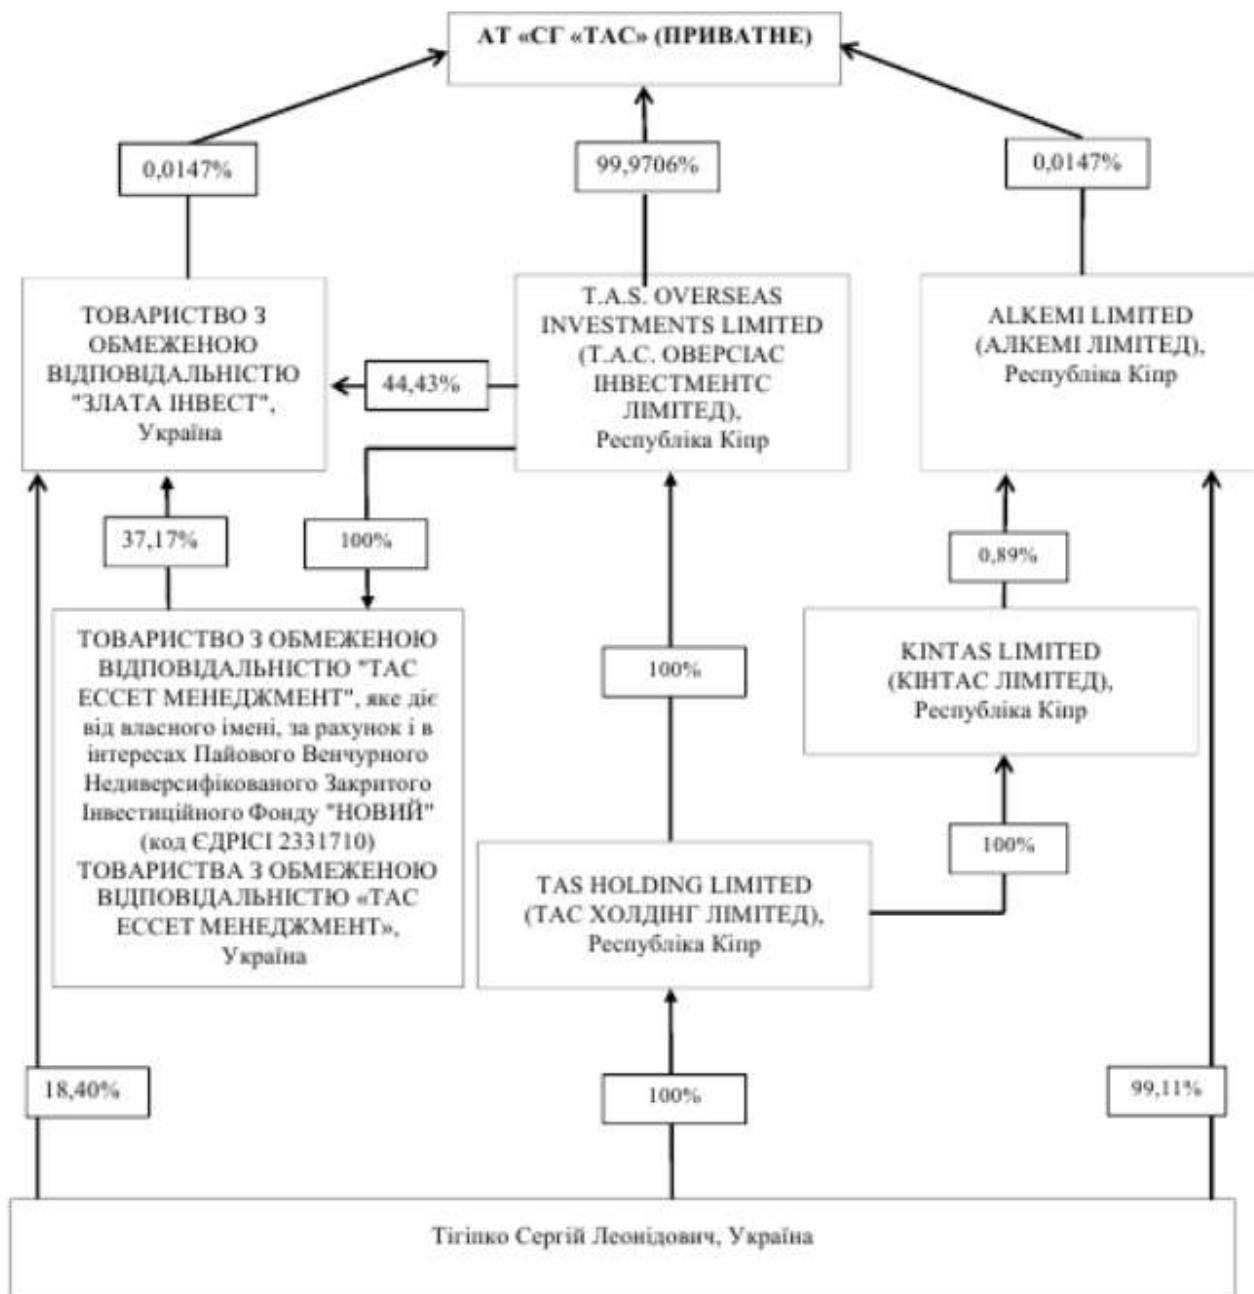 АТ «СГ «ТАС» (ПРИВАТНЕ)
0,0147%
99,9706%
0,0147%
ТОВАРИСТВО З
ОБМЕЖЕНОЮ
ВІДПОВІДАЛЬНІСТЮ
"ЗЛАТА ІНВЕСТ",
Україна
44,43%
T.A.S. OVERSEAS
INVESTMENTS LIMITED
(Т.А.С. ОВЕРСІАС
ІНВЕСТМЕНТС
ЛІМІТЕД),
Республіка Кіпр
ALKEMI LIMITED
(АЛКЕМІ ЛІМІТЕД),
Республіка Кіпр
37,17%
100%
0,89%
ТОВАРИСТВО З ОБМЕЖЕНОЮ
ВІДПОВІДАЛЬНІСТЮ "ТАС
ЕССЕТ МЕНЕДЖМЕНТ", яке діє
від власного імені, за рахунок і в
інтересах Пайового Венчурного
Недиверсифікованого Закритого
Інвестиційного Фонду "НОВИЙ"
(код ЄДРІСІ 2331710)
ТОВАРИСТВА З ОБМЕЖЕНОЮ
ВІДПОВІДАЛЬНІСТЮ «ТАС
ЕССЕТ МЕНЕДЖМЕНТ»,
Україна
100%
KINTAS LIMITED
(КІНТАС ЛІМІТЕД),
Республіка Кіпр
100%
TAS HOLDING LIMITED
(ТАС ХОЛДІНГ ЛІМІТЕД),
Республіка Кіпр
18,40%
100%
99,11%
Тігіпко Сергій Леонідович, Україна